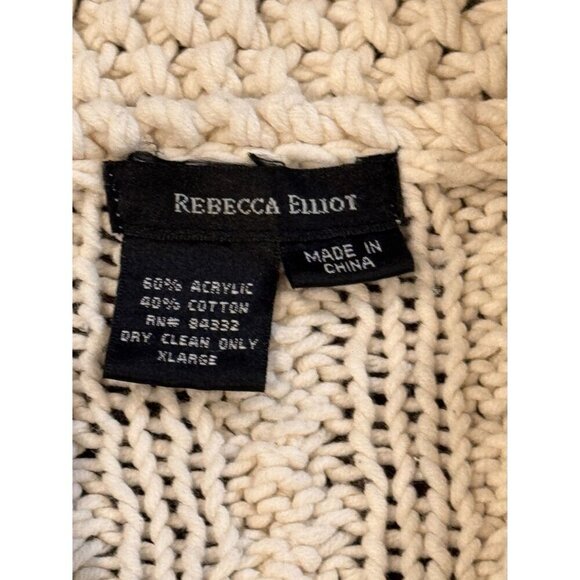 REBECCA ELLIOT
MADE IN
CHINA
60% ACRYLIC
40% COTTON
RN# 84332
DRY CLEAN ONLY
XLARGE